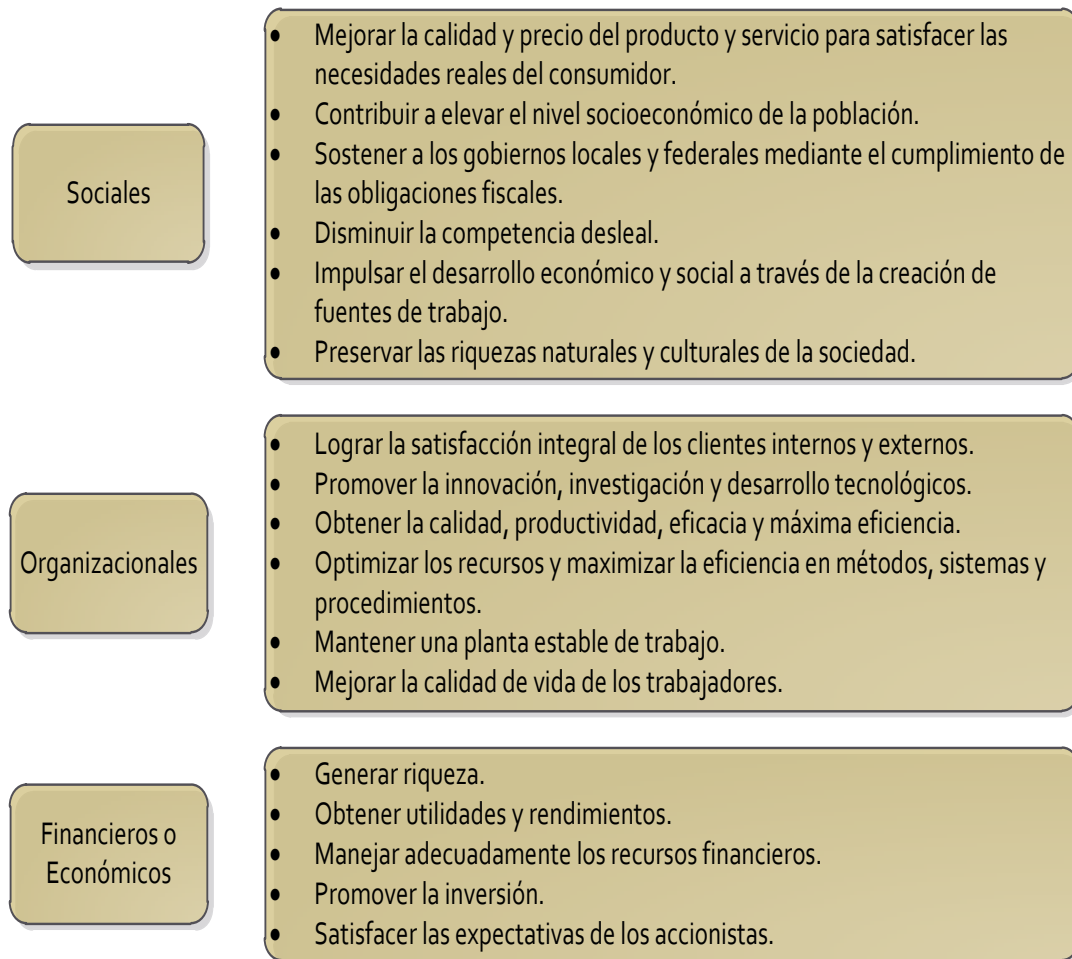 Sociales
• Mejorar la calidad y precio del producto y servicio para satisfacer las
necesidades reales del consumidor.
• Contribuir a elevar el nivel socioeconómico de la población.
• Sostener a los gobiernos locales y federales mediante el cumplimiento de
las obligaciones fiscales.
• Disminuir la competencia desleal.
• Impulsar el desarrollo económico y social a través de la creación de
fuentes de trabajo.
• Preservar las riquezas naturales y culturales de la sociedad.
Organizacionales
• Lograr la satisfacción integral de los clientes internos y externos.
• Promover la innovación, investigación y desarrollo tecnológicos.
• Obtener la calidad, productividad, eficacia y máxima eficiencia.
• Optimizar los recursos y maximizar la eficiencia en métodos, sistemas y
procedimientos.
• Mantener una planta estable de trabajo.
• Mejorar la calidad de vida de los trabajadores.
Financieros o
Económicos
• Generar riqueza.
• Obtener utilidades y rendimientos.
• Manejar adecuadamente los recursos financieros.
• Promover la inversión.
• Satisfacer las expectativas de los accionistas.